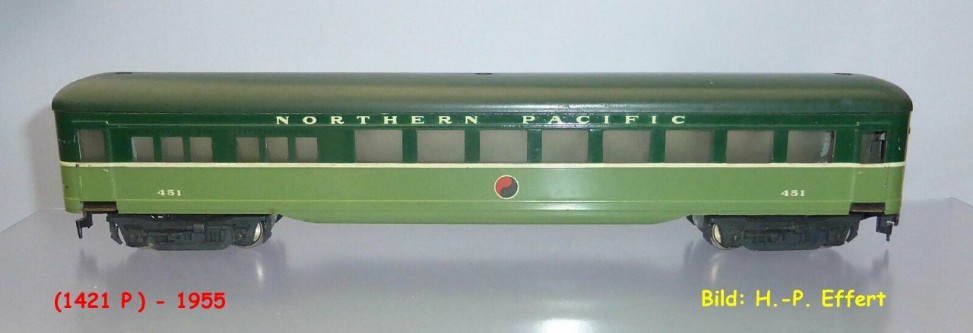 NORTHERN PACIFIC
451 451
(1421 P) - 1955
Bild: H.-P. Effert